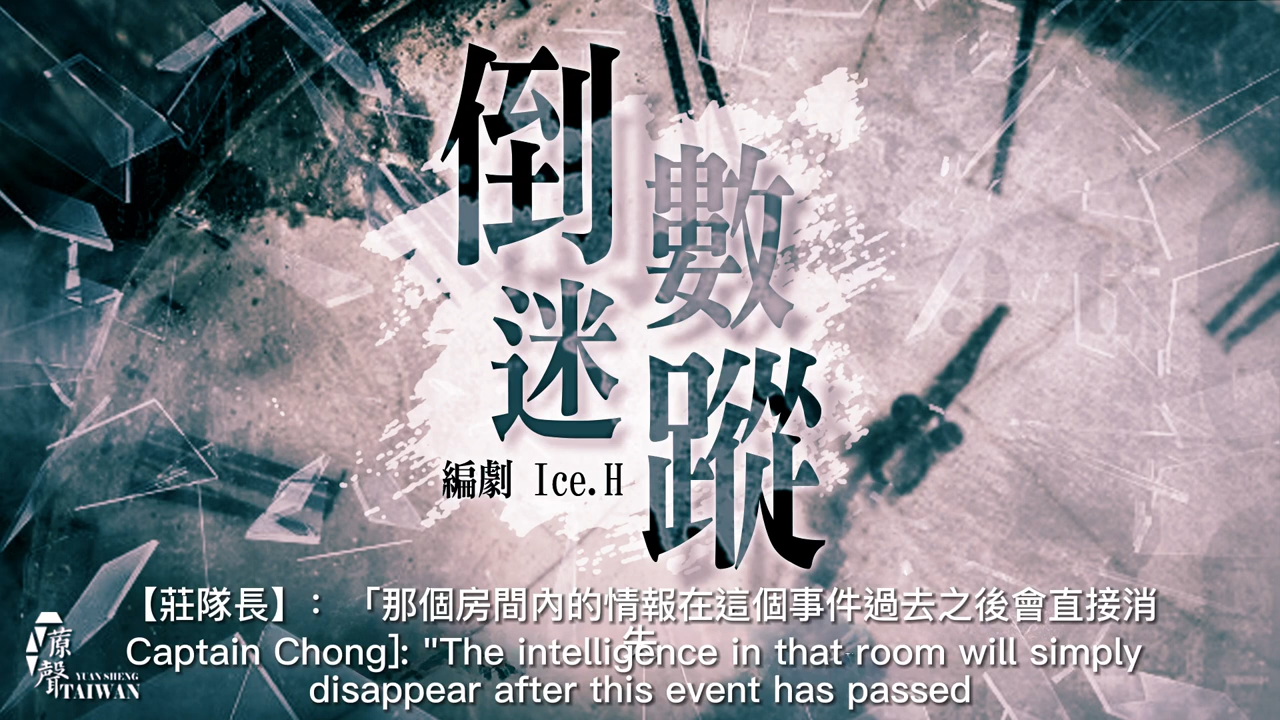 倒數
迷蹤
編劇 Ice.H
【莊隊長】：「那個房間內的情報在這個事件過去之後會直接消
失
Captain Chong]: "The intelligence in that room will simply
disappear after this event has passed
原聲
YUAN SHENG
TAIWAN